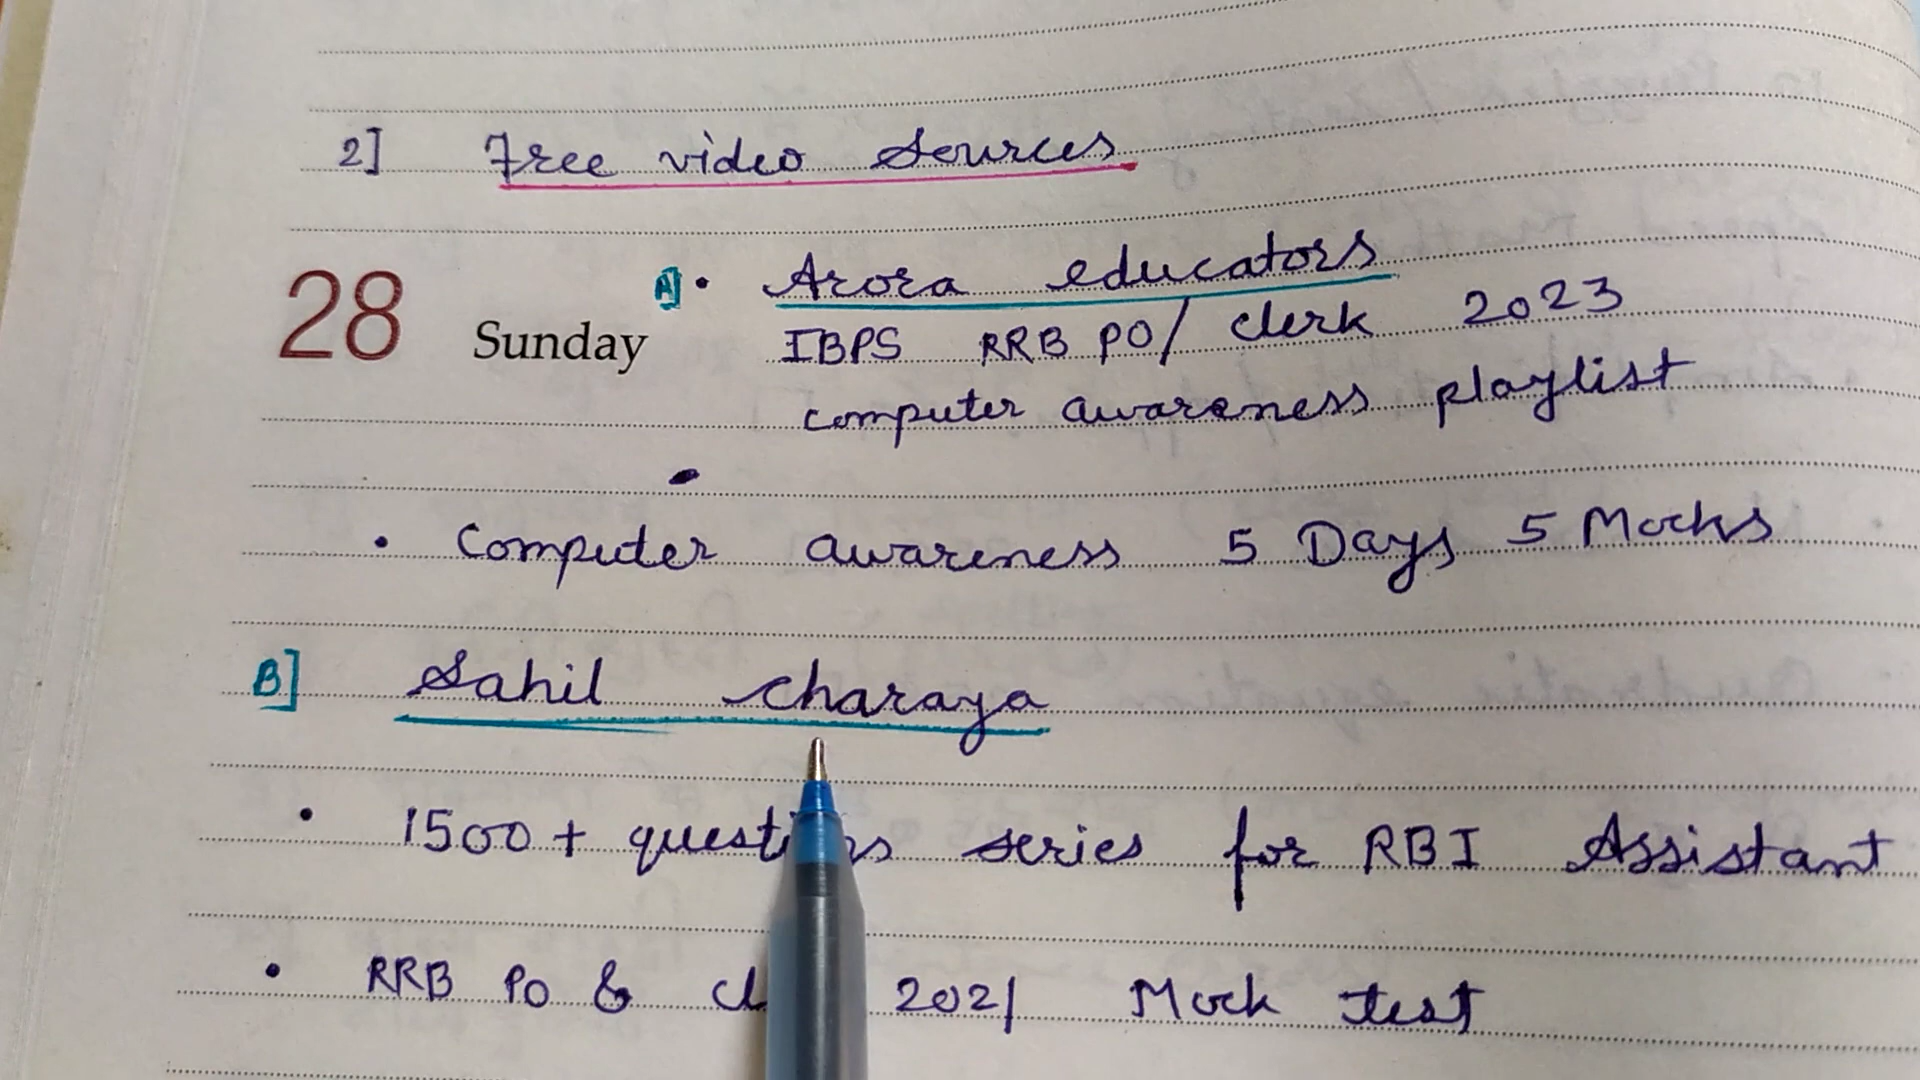 2] Free video Sources
28 Sunday
A] • Arora educators
IBPS RRB PO/ Clerk 2023
computer awareness playlist
• Computer awareness 5 Days 5 Mocks
B] Sahil Charaya
• 1500+ series for RBI Assistant
• RRB PO & 2021 Mock test